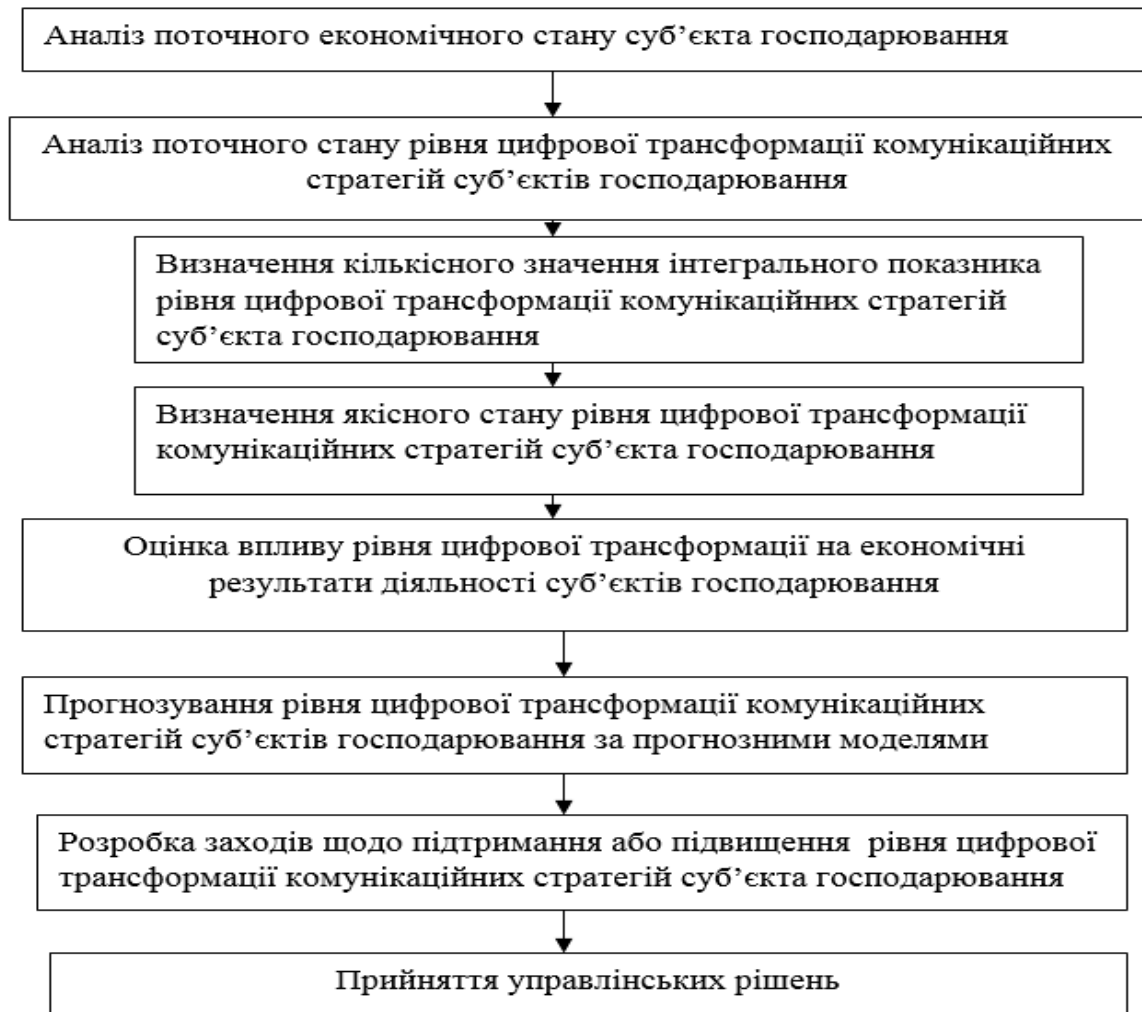 Аналіз поточного економічного стану суб’єкта господарювання
Аналіз поточного стану рівня цифрової трансформації комунікаційних
стратегій суб’єктів господарювання
Визначення кількісного значення інтегрального показника
рівня цифрової трансформації комунікаційних стратегій
суб’єкта господарювання
Визначення якісного стану рівня цифрової трансформації
комунікаційних стратегій суб’єкта господарювання
Оцінка впливу рівня цифрової трансформації на економічні
результати діяльності суб’єктів господарювання
Прогнозування рівня цифрової трансформації комунікаційних
стратегій суб’єктів господарювання за прогнозними моделями
Розробка заходів щодо підтримання або підвищення  рівня цифрової
трансформації комунікаційних стратегій суб’єкта господарювання
Прийняття управлінських рішень